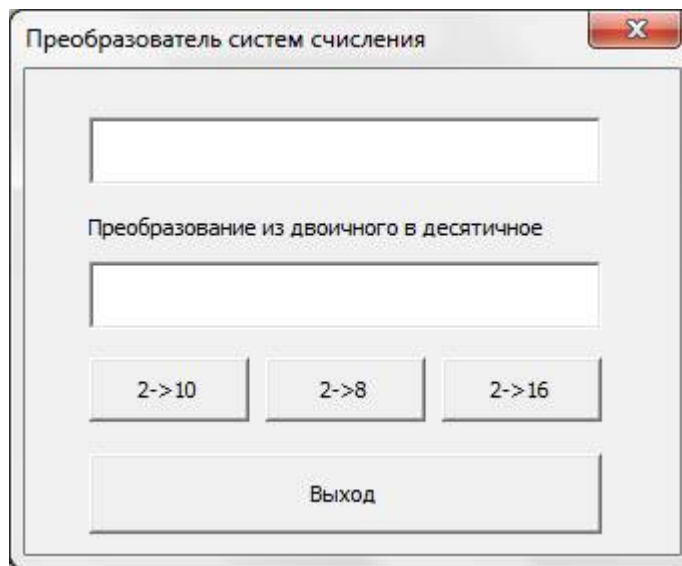 Преобразователь систем счисления
Преобразование из двоичного в десятичное
2->10 2->8 2->16
Выход